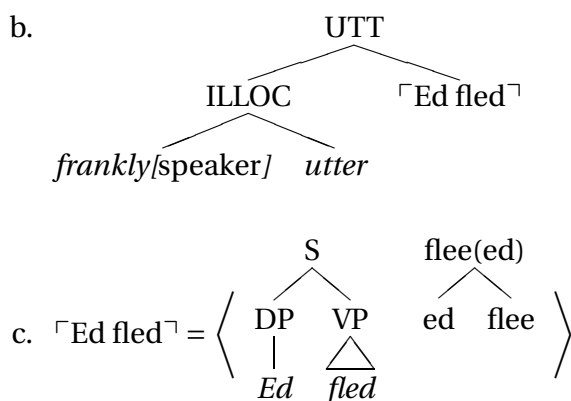 b. UTT
ILLOC ⌜Ed fled⌝
frankly[speaker] utter
S flee(ed)
c. ⌜Ed fled⌝ = ⟨ DP VP ed flee ⟩
Ed fled